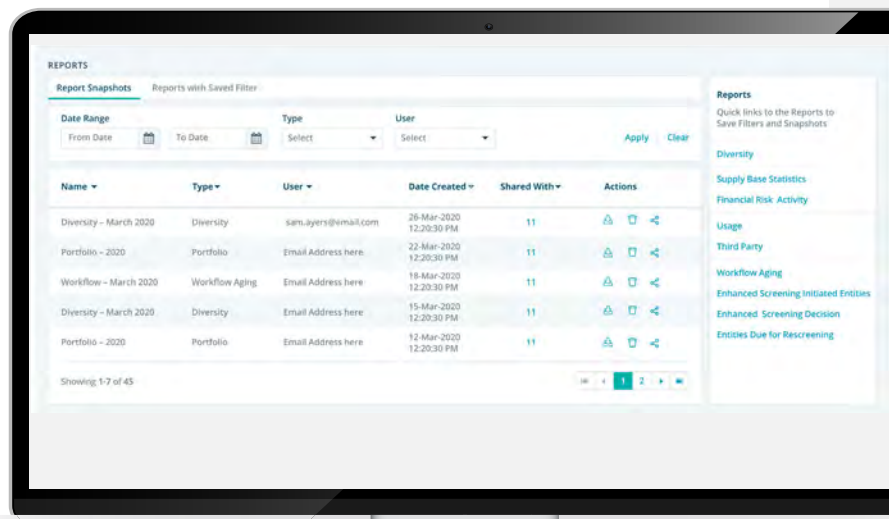 REPORTS
Report Snapshots Reports with Saved Filter
Date Range Type User
From Date To Date Select Select Apply Clear
Name Type User Date Created Shared With Actions
Diversity – March 2020 Diversity sam.ayers@email.com 26-Mar-2020 12:20:30 PM 11
Portfolio – 2020 Portfolio Email Address here 22-Mar-2020 12:20:30 PM 11
Workflow – March 2020 Workflow Aging Email Address here 18-Mar-2020 12:20:30 PM 11
Diversity – March 2020 Diversity Email Address here 15-Mar-2020 12:20:30 PM 11
Portfolio – 2020 Portfolio Email Address here 12-Mar-2020 12:20:30 PM 11
Showing 1-7 of 45 1 2
Reports
Quick links to the Reports to
Save Filters and Snapshots
Diversity
Supply Base Statistics
Financial Risk Activity
Usage
Third Party
Workflow Aging
Enhanced Screening Initiated Entities
Enhanced Screening Decision
Entities Due for Rescreening